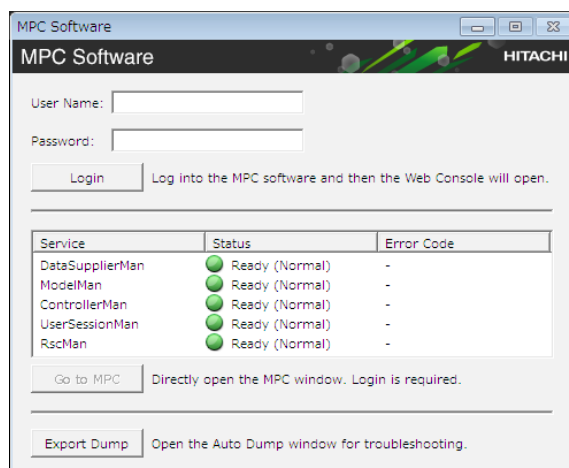 MPC Software
MPC Software HITACHI
User Name:
Password:
Login Log into the MPC software and then the Web Console will open.
Service Status Error Code
DataSupplierMan Ready (Normal) -
ModelMan Ready (Normal) -
ControllerMan Ready (Normal) -
UserSessionMan Ready (Normal) -
RscMan Ready (Normal) -
Go to MPC Directly open the MPC window. Login is required.
Export Dump Open the Auto Dump window for troubleshooting.